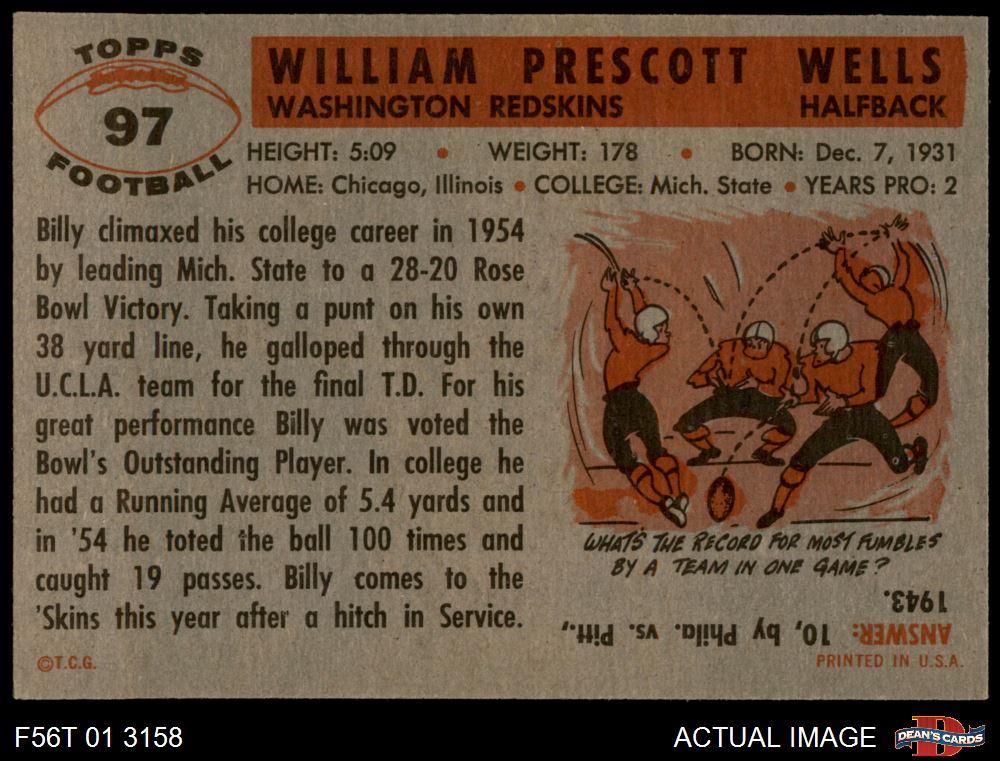 TOPPS
97
FOOTBALL
WILLIAM PRESCOTT WELLS
WASHINGTON REDSKINS HALFBACK
HEIGHT: 5:09 • WEIGHT: 178 • BORN: Dec. 7, 1931
HOME: Chicago, Illinois • COLLEGE: Mich. State • YEARS PRO: 2
Billy climaxed his college career in 1954
by leading Mich. State to a 28-20 Rose
Bowl Victory. Taking a punt on his own
38 yard line, he galloped through the
U.C.L.A. team for the final T.D. For his
great performance Billy was voted the
Bowl's Outstanding Player. In college he
had a Running Average of 5.4 yards and
in '54 he toted the ball 100 times and
caught 19 passes. Billy comes to the
'Skins this year after a hitch in Service.
©T.C.G.
WHAT'S THE RECORD FOR MOST FUMBLES
BY A TEAM IN ONE GAME?
ANSWER: 10, by Phila. vs. Pitt.,
1943.
PRINTED IN U.S.A.
F56T 01 3158
ACTUAL IMAGE
DEAN'S CARDS